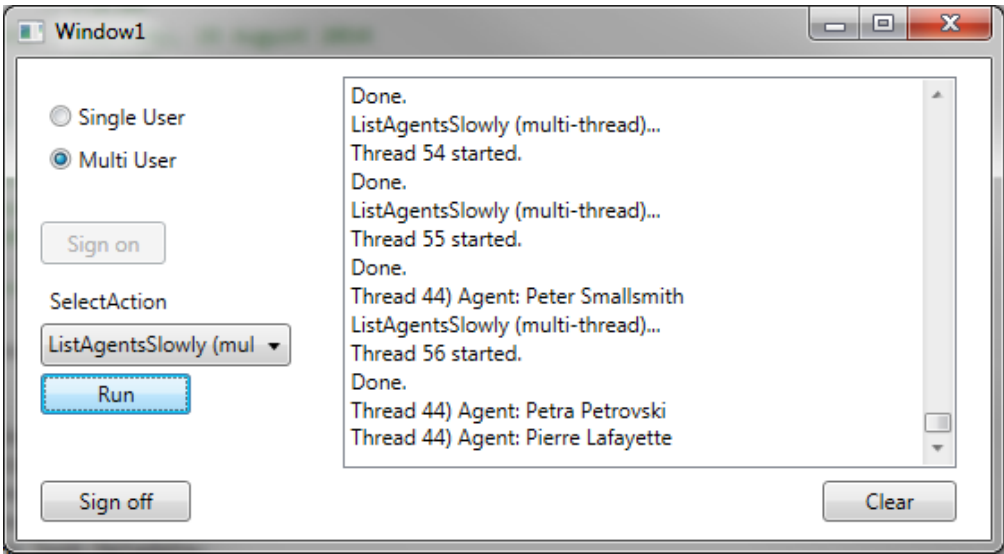 Window1
Single User
Multi User
Sign on
SelectAction
ListAgentsSlowly (mul
Run
Sign off
Done.
ListAgentsSlowly (multi-thread)...
Thread 54 started.
Done.
ListAgentsSlowly (multi-thread)...
Thread 55 started.
Done.
Thread 44) Agent: Peter Smallsmith
ListAgentsSlowly (multi-thread)...
Thread 56 started.
Done.
Thread 44) Agent: Petra Petrovski
Thread 44) Agent: Pierre Lafayette
Clear